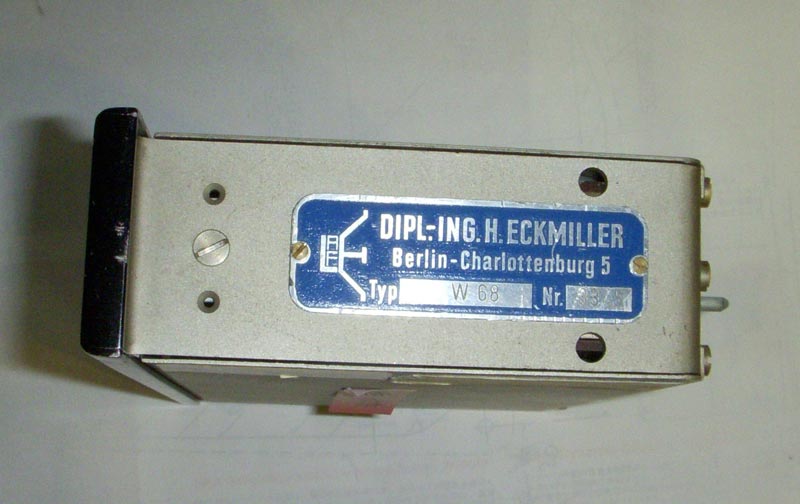 DIPL.-ING. H. ECKMILLER
Berlin-Charlottenburg 5
Typ W 68 Nr.